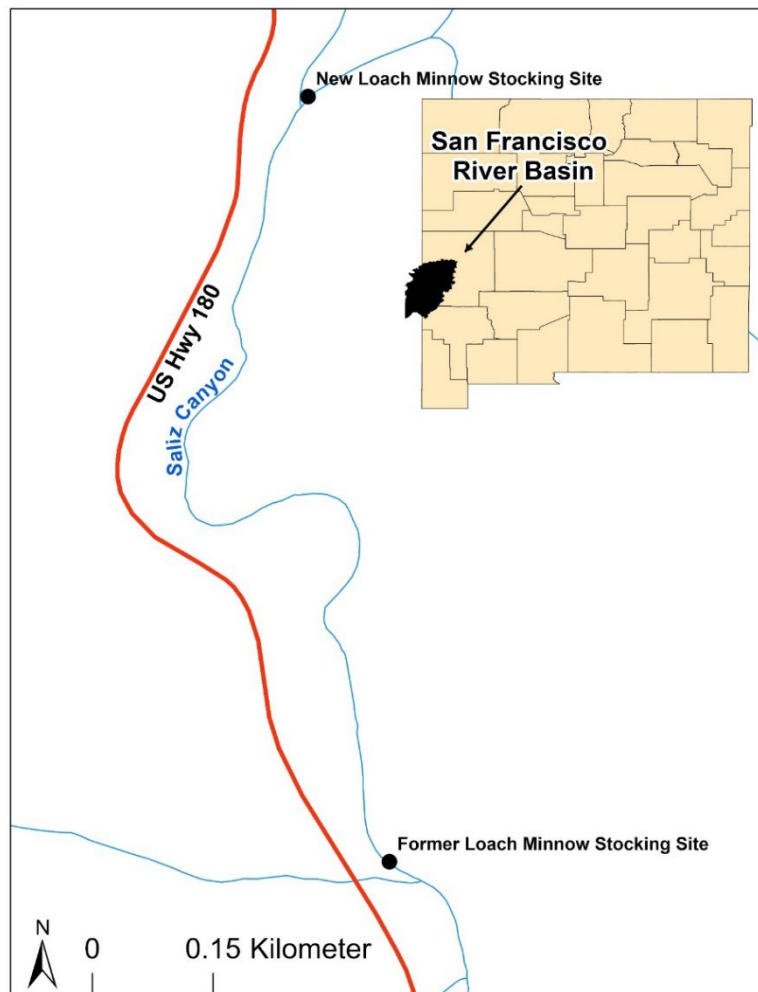 New Loach Minnow Stocking Site
San Francisco
River Basin
US Hwy 180
Saliz Canyon
Former Loach Minnow Stocking Site
N
0
0.15 Kilometer